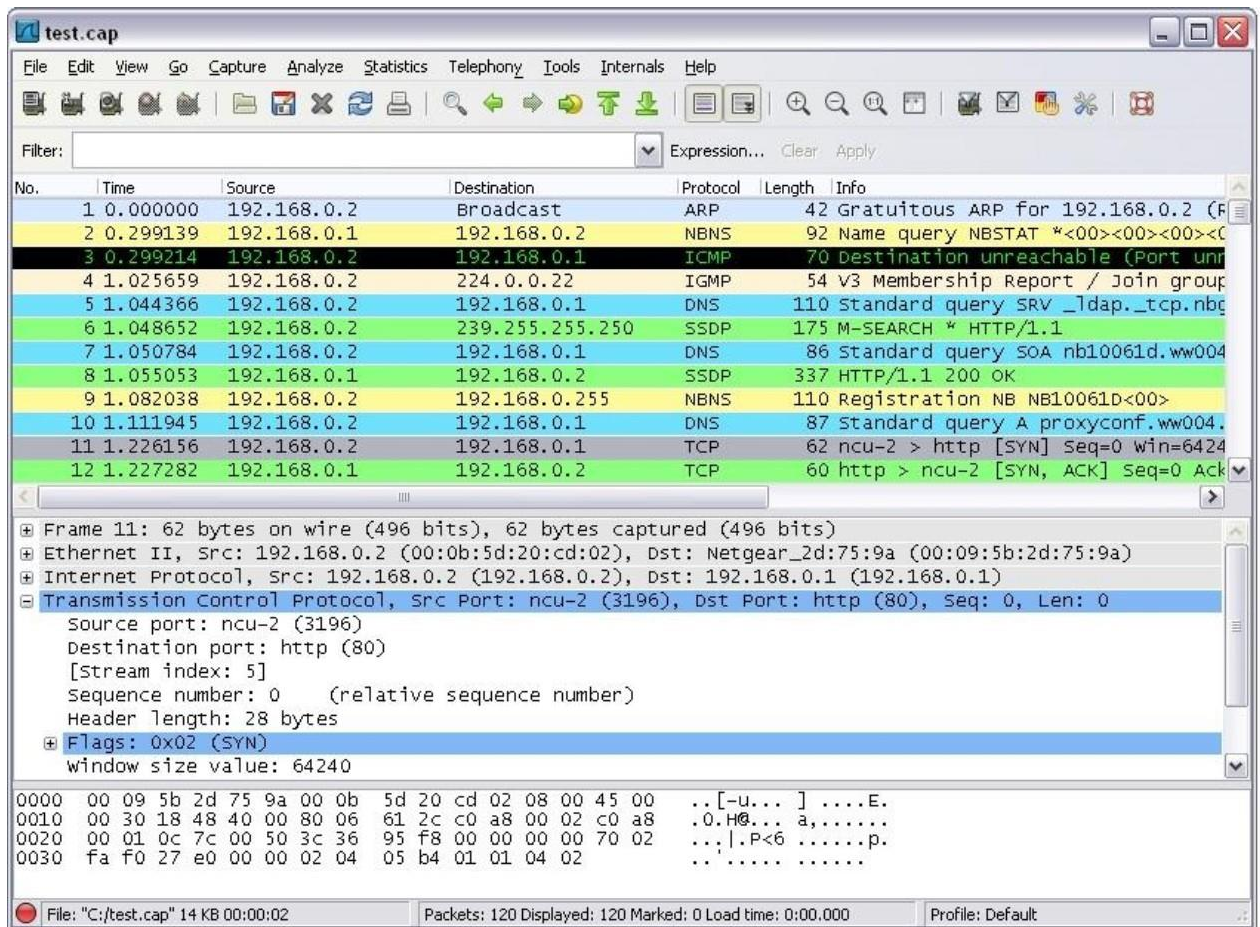 test.cap
File Edit View Go Capture Analyze Statistics Telephony Tools Internals Help
Filter: Expression... Clear Apply
No. Time Source Destination Protocol Length Info
1 0.000000 192.168.0.2 Broadcast ARP 42 Gratuitous ARP for 192.168.0.2 (R
2 0.299139 192.168.0.1 192.168.0.2 NBNS 92 Name query NBSTAT *<00><00><00><0
3 0.299214 192.168.0.2 192.168.0.1 ICMP 70 Destination unreachable (Port unr
4 1.025659 192.168.0.2 224.0.0.22 IGMP 54 V3 Membership Report / Join group
5 1.044366 192.168.0.2 192.168.0.1 DNS 110 Standard query SRV _ldap._tcp.nbg
6 1.048652 192.168.0.2 239.255.255.250 SSDP 175 M-SEARCH * HTTP/1.1
7 1.050784 192.168.0.2 192.168.0.1 DNS 86 Standard query SOA nb10061d.ww004
8 1.055053 192.168.0.1 192.168.0.2 SSDP 337 HTTP/1.1 200 OK
9 1.082038 192.168.0.2 192.168.0.255 NBNS 110 Registration NB NB10061D<00>
10 1.111945 192.168.0.2 192.168.0.1 DNS 87 Standard query A proxyconf.ww004.
11 1.226156 192.168.0.2 192.168.0.1 TCP 62 ncu-2 > http [SYN] Seq=0 Win=6424
12 1.227282 192.168.0.1 192.168.0.2 TCP 60 http > ncu-2 [SYN, ACK] Seq=0 Ack
Frame 11: 62 bytes on wire (496 bits), 62 bytes captured (496 bits)
Ethernet II, Src: 192.168.0.2 (00:0b:5d:20:cd:02), Dst: Netgear_2d:75:9a (00:09:5b:2d:75:9a)
Internet Protocol, Src: 192.168.0.2 (192.168.0.2), Dst: 192.168.0.1 (192.168.0.1)
Transmission Control Protocol, Src Port: ncu-2 (3196), Dst Port: http (80), Seq: 0, Len: 0
Source port: ncu-2 (3196)
Destination port: http (80)
[Stream index: 5]
Sequence number: 0 (relative sequence number)
Header length: 28 bytes
Flags: 0x02 (SYN)
Window size value: 64240
0000 00 09 5b 2d 75 9a 00 0b 5d 20 cd 02 08 00 45 00 ..[-u... ] ....E.
0010 00 30 18 48 40 00 80 06 61 2c c0 a8 00 02 c0 a8 .0.H@... a,......
0020 00 01 0c 7c 00 50 3c 36 95 f8 00 00 00 00 70 02 ...|.P<6 ......p.
0030 fa f0 27 e0 00 00 02 04 05 b4 01 01 04 02 ..'..... ......
File: "C:/test.cap" 14 KB 00:00:02 Packets: 120 Displayed: 120 Marked: 0 Load time: 0:00.000 Profile: Default